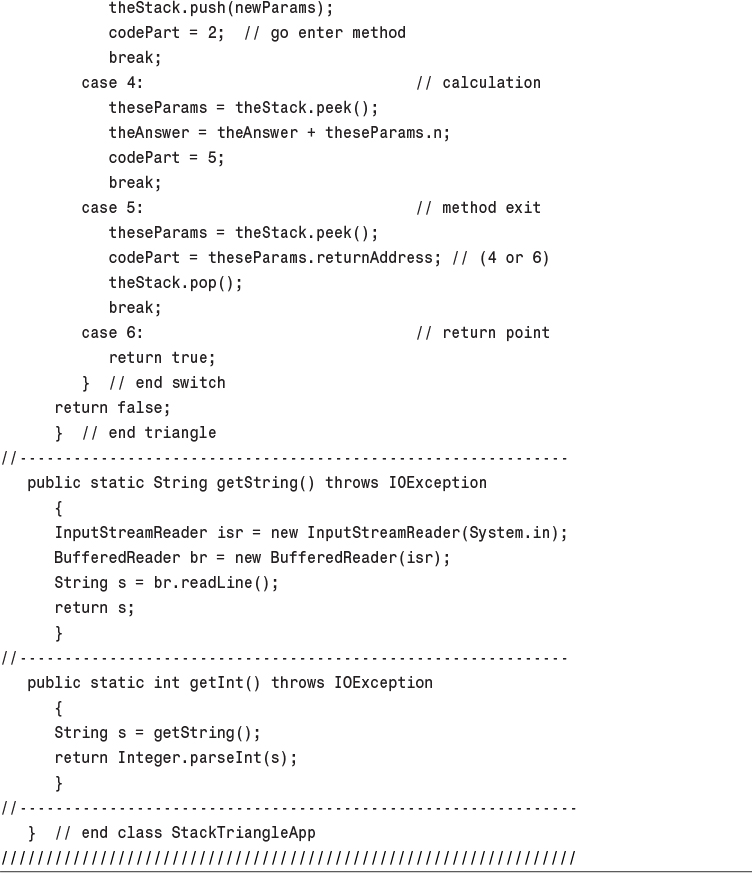 theStack.push(newParams);
            codePart = 2;  // go enter method
            break;
         case 4:                              // calculation
            theseParams = theStack.peek();
            theAnswer = theAnswer + theseParams.n;
            codePart = 5;
            break;
         case 5:                              // method exit
            theseParams = theStack.peek();
            codePart = theseParams.returnAddress; // (4 or 6)
            theStack.pop();
            break;
         case 6:                              // return point
            return true;
         }  // end switch
      return false;
      }  // end triangle
//-------------------------------------------------------------
   public static String getString() throws IOException
      {
      InputStreamReader isr = new InputStreamReader(System.in);
      BufferedReader br = new BufferedReader(isr);
      String s = br.readLine();
      return s;
      }
//-------------------------------------------------------------
   public static int getInt() throws IOException
      {
      String s = getString();
      return Integer.parseInt(s);
      }
//--------------------------------------------------------------
   }  // end class StackTriangleApp
////////////////////////////////////////////////////////////////